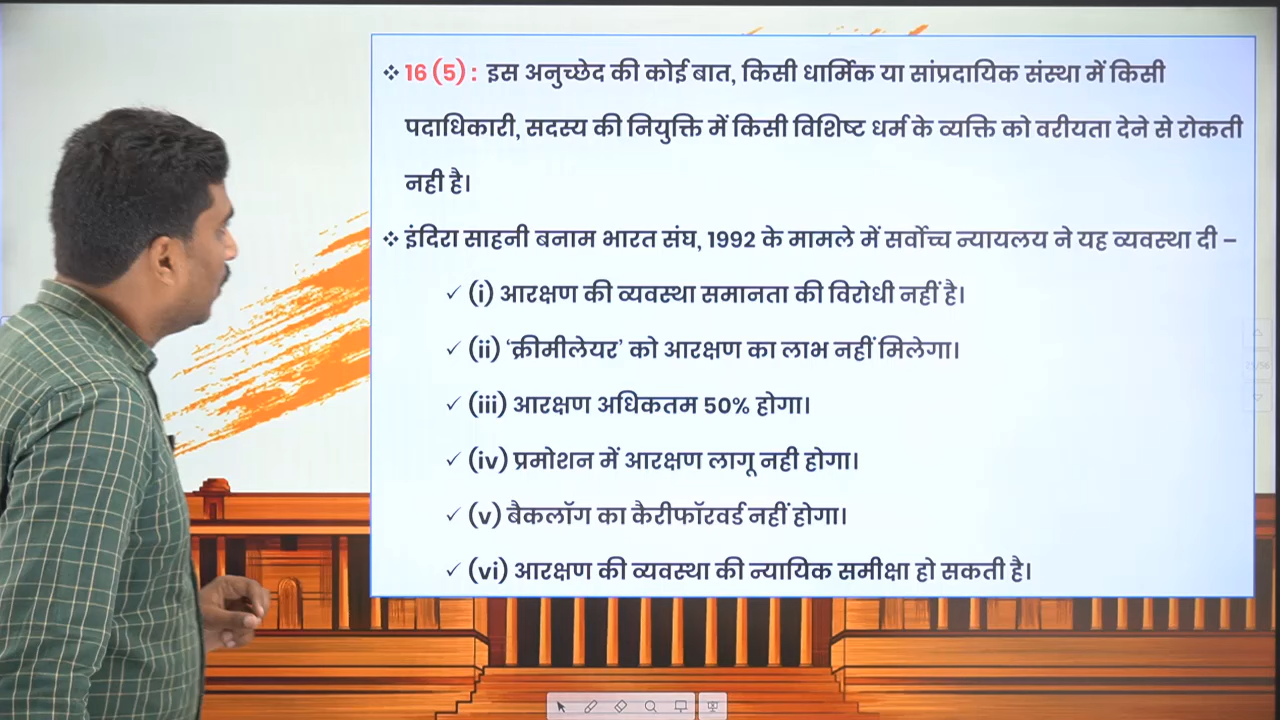 ❖ 16 (5) : इस अनुच्छेद की कोई बात, किसी धार्मिक या सांप्रदायिक संस्था में किसी
पदाधिकारी, सदस्य की नियुक्ति में किसी विशिष्ट धर्म के व्यक्ति को वरीयता देने से रोकती
नही है।
❖ इंदिरा साहनी बनाम भारत संघ, 1992 के मामले में सर्वोच्च न्यायलय ने यह व्यवस्था दी –
✓ (i) आरक्षण की व्यवस्था समानता की विरोधी नहीं है।
✓ (ii) ‘क्रीमीलेयर’ को आरक्षण का लाभ नहीं मिलेगा।
✓ (iii) आरक्षण अधिकतम 50% होगा।
✓ (iv) प्रमोशन में आरक्षण लागू नही होगा।
✓ (v) बैकलॉग का कैरीफॉरवर्ड नहीं होगा।
✓ (vi) आरक्षण की व्यवस्था की न्यायिक समीक्षा हो सकती है।